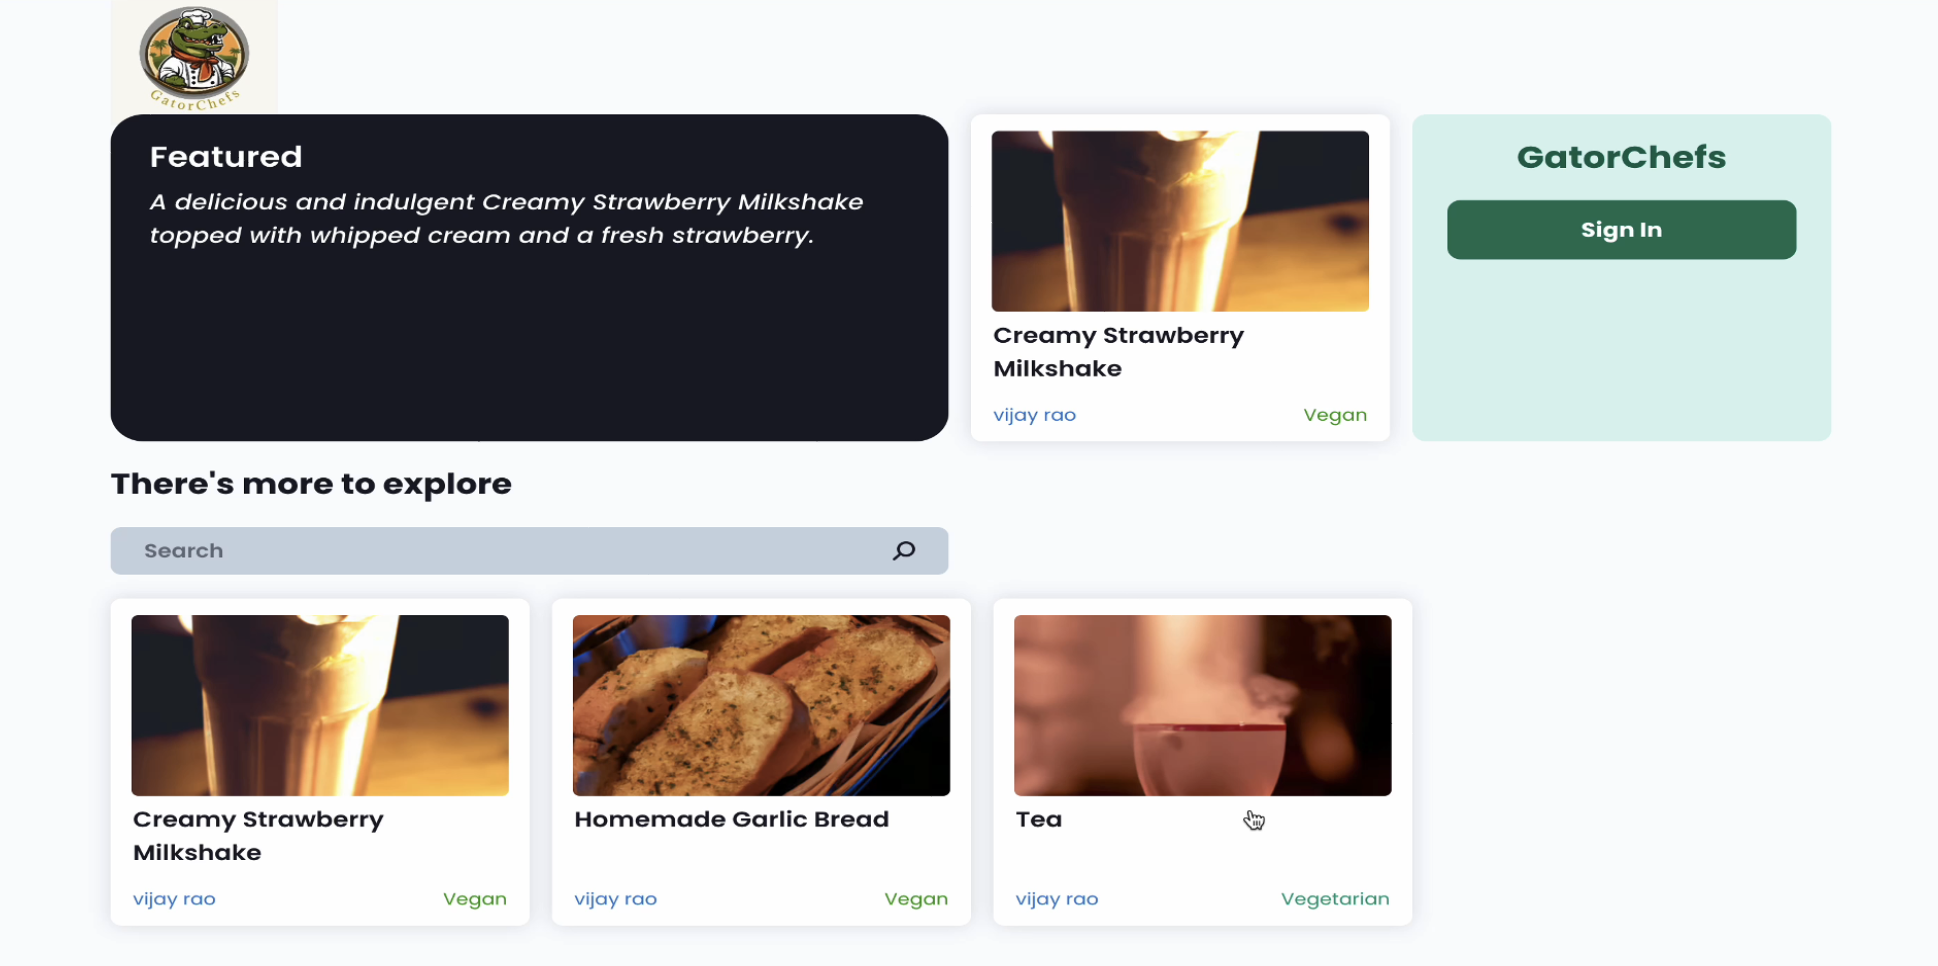 GatorChefs
Featured
A delicious and indulgent Creamy Strawberry Milkshake
topped with whipped cream and a fresh strawberry.
Creamy Strawberry
Milkshake
vijay rao
Vegan
GatorChefs
Sign In
There's more to explore
Search
Creamy Strawberry
Milkshake
vijay rao
Vegan
Homemade Garlic Bread
vijay rao
Vegan
Tea
vijay rao
Vegetarian